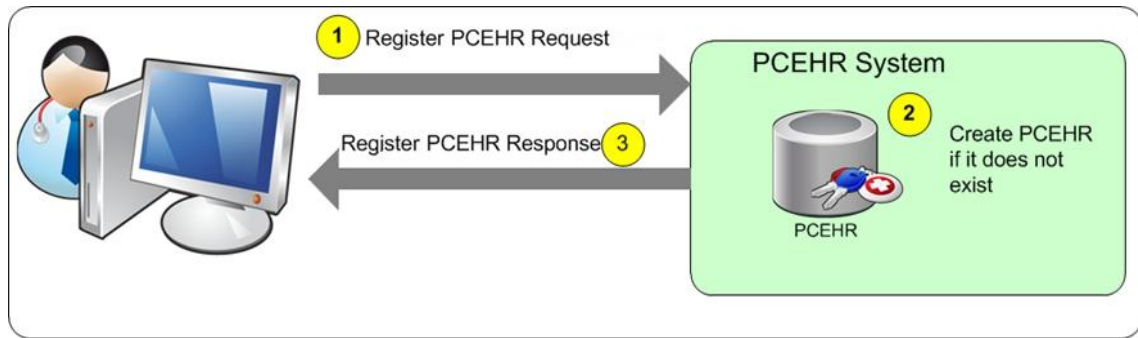 1 Register PCEHR Request
PCEHR System
2
Create PCEHR
if it does not
exist
PCEHR
Register PCEHR Response 3